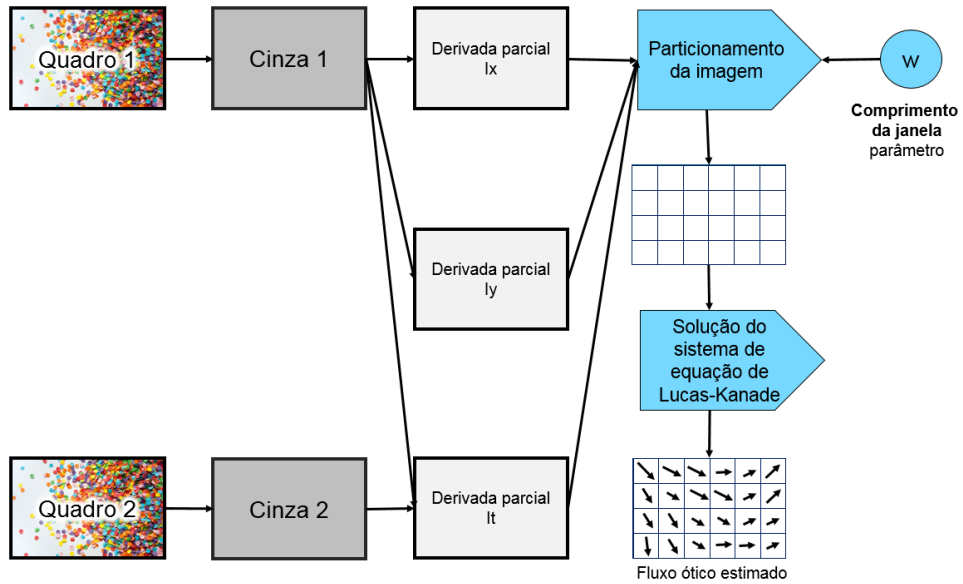 Quadro 1
Cinza 1
Derivada parcial
Ix
Particionamento
da imagem
w
Comprimento
da janela
parâmetro
Derivada parcial
Iy
Solução do
sistema de
equação de
Lucas-Kanade
Quadro 2
Cinza 2
Derivada parcial
It
Fluxo ótico estimado